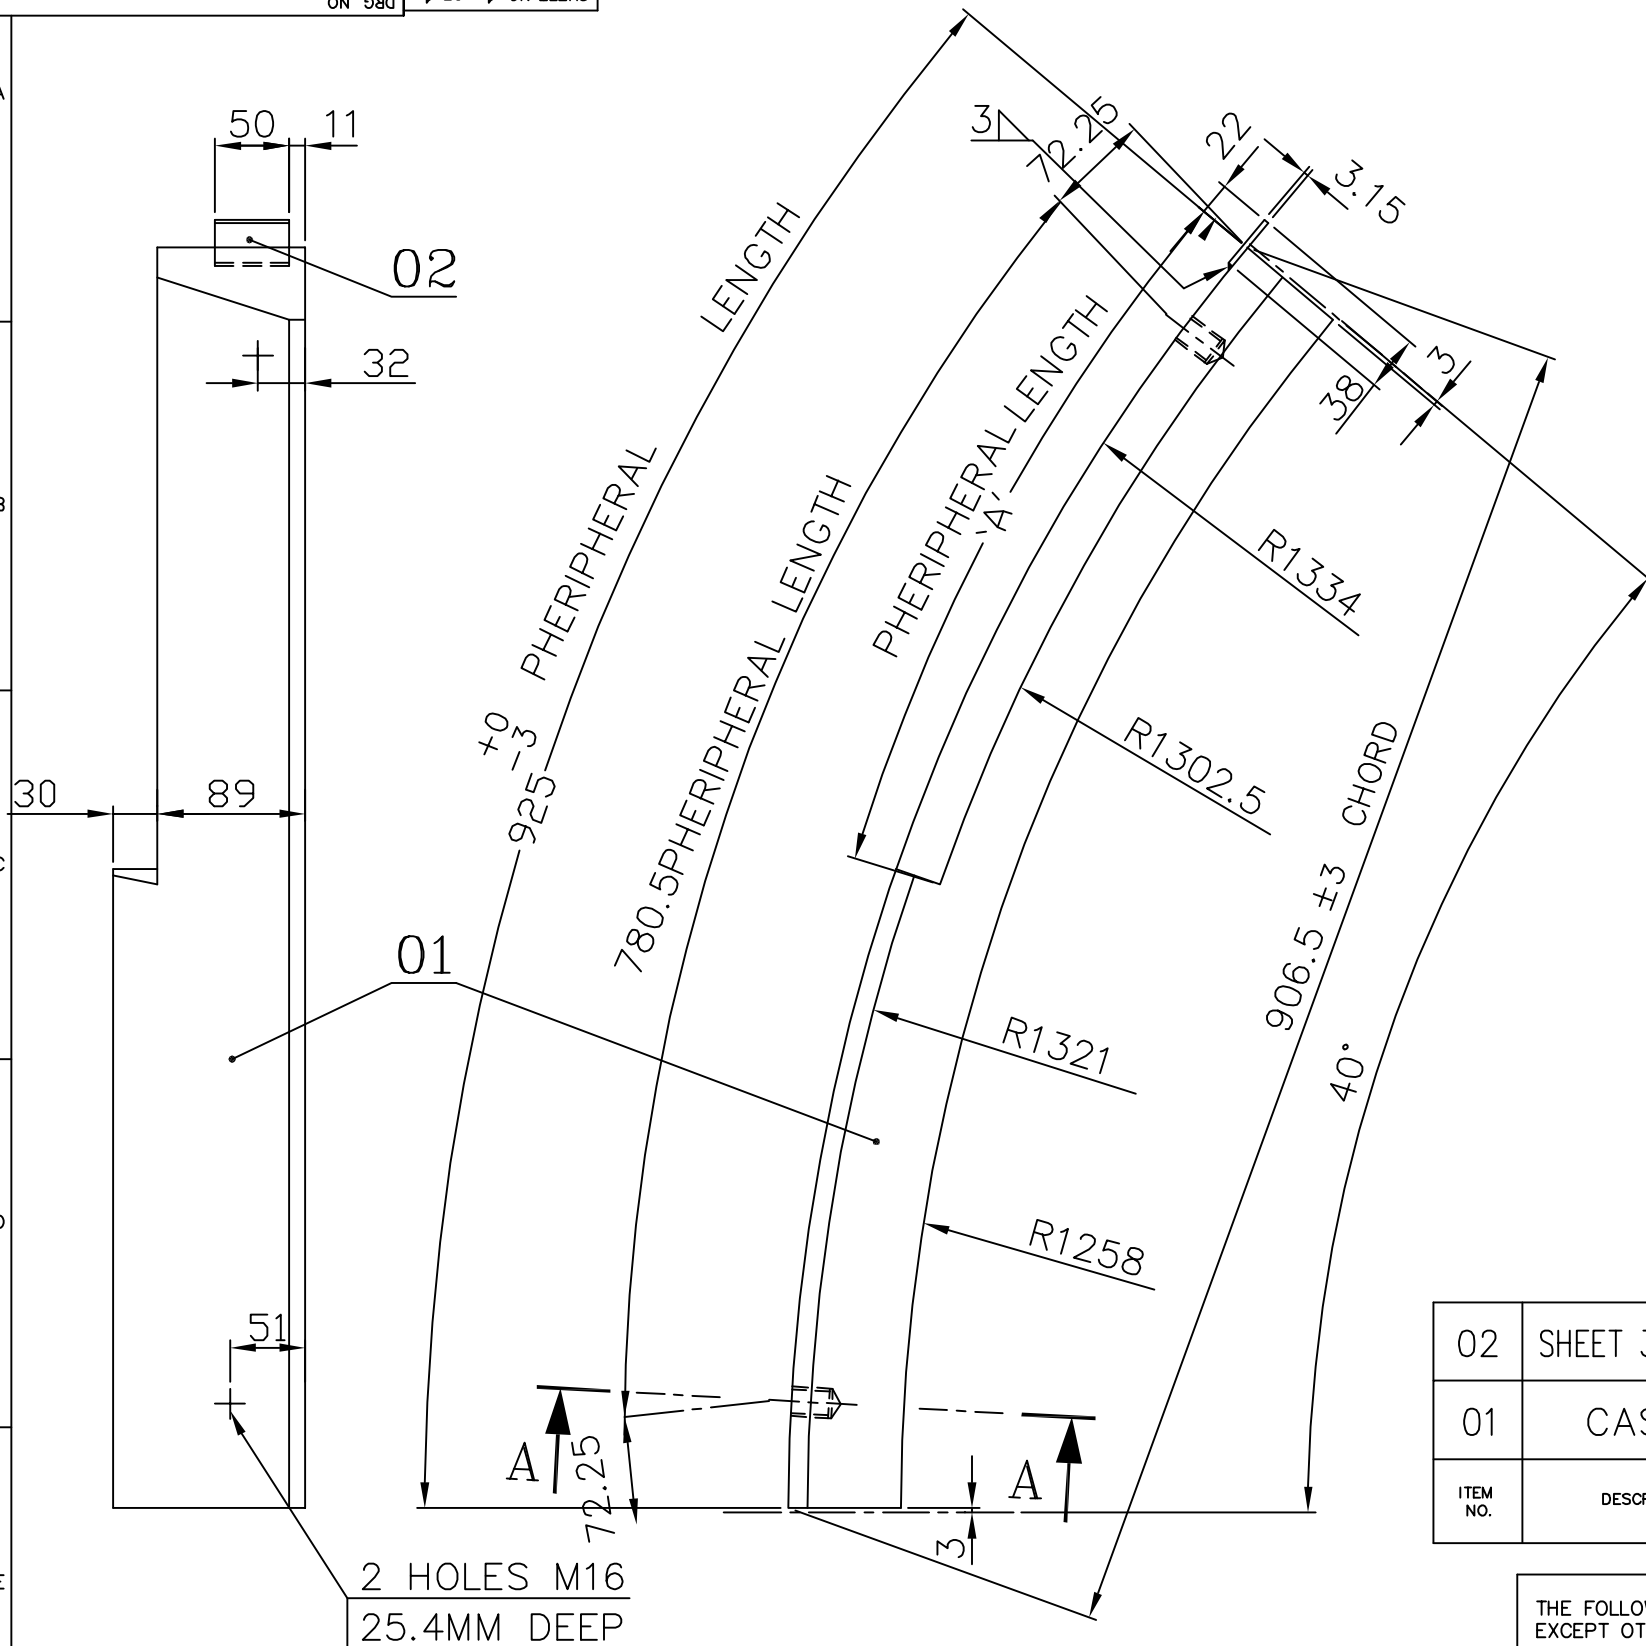 DRG NO
50
11
02
32
30
89
01
51
2 HOLES M16
25.4MM DEEP
3
72.25
22
3.15
3
38
PHERIPHERAL LENGTH
925 +0 -3
780.5PHERIPHERAL LENGTH
PHERIPHERAL LENGTH
'A'
R1334
R1302.5
R1321
R1258
906.5 ±3 CHORD
40°
72.25
A
A
3
02 SHEET
01 CAS
ITEM NO.
DESCR
THE FOLLOW
EXCEPT OT
C
E